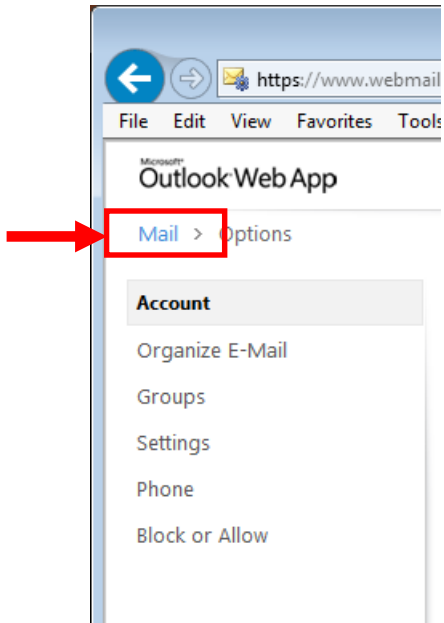 https://www.webmail
File Edit View Favorites Tools
Microsoft®
Outlook Web App
Mail > Options
Account
Organize E-Mail
Groups
Settings
Phone
Block or Allow